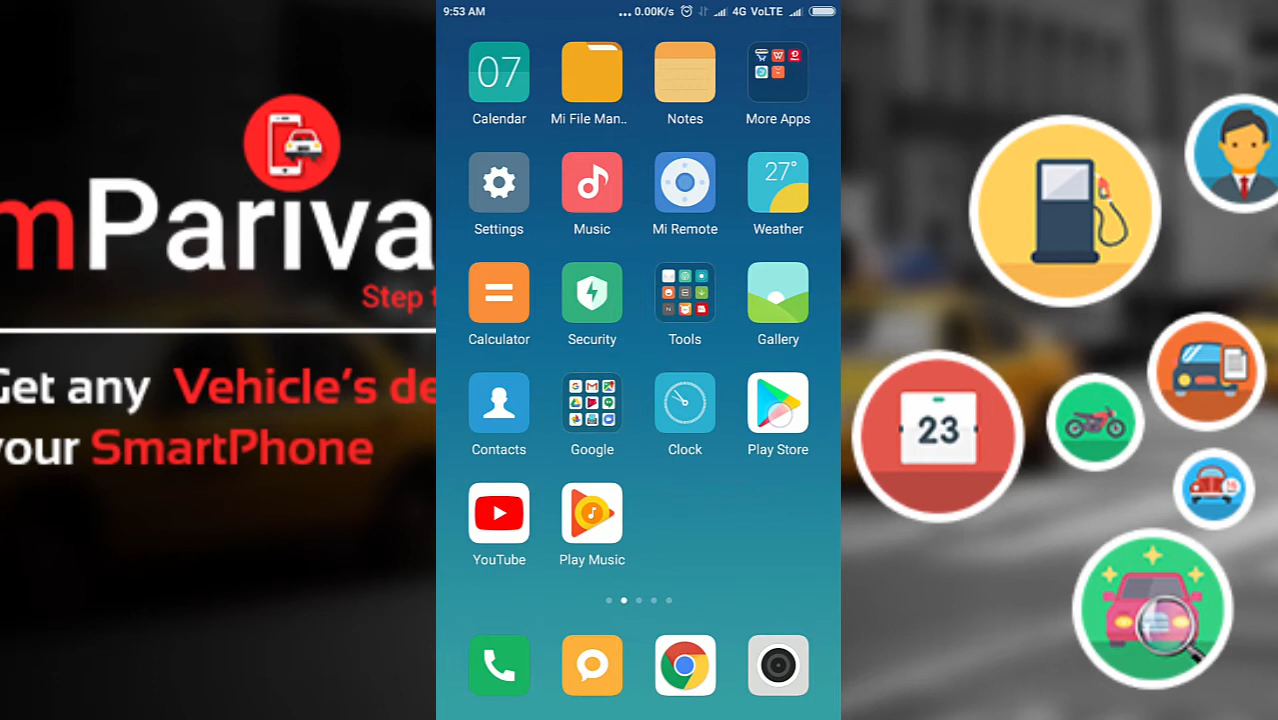 9:53 AM
... 0.00K/s
4G VoLTE
07
Calendar
Mi File Man..
Notes
More Apps
27°
Settings
Music
Mi Remote
Weather
Calculator
Security
Tools
Gallery
Contacts
Google
Clock
Play Store
YouTube
Play Music
mPariva
Step
Get any Vehicle's de
your SmartPhone
23